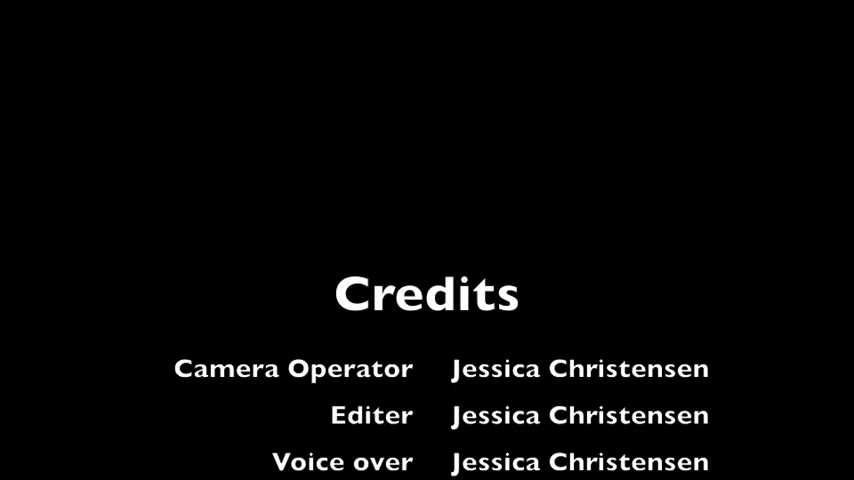 Credits
Camera Operator Jessica Christensen
Editer Jessica Christensen
Voice over Jessica Christensen